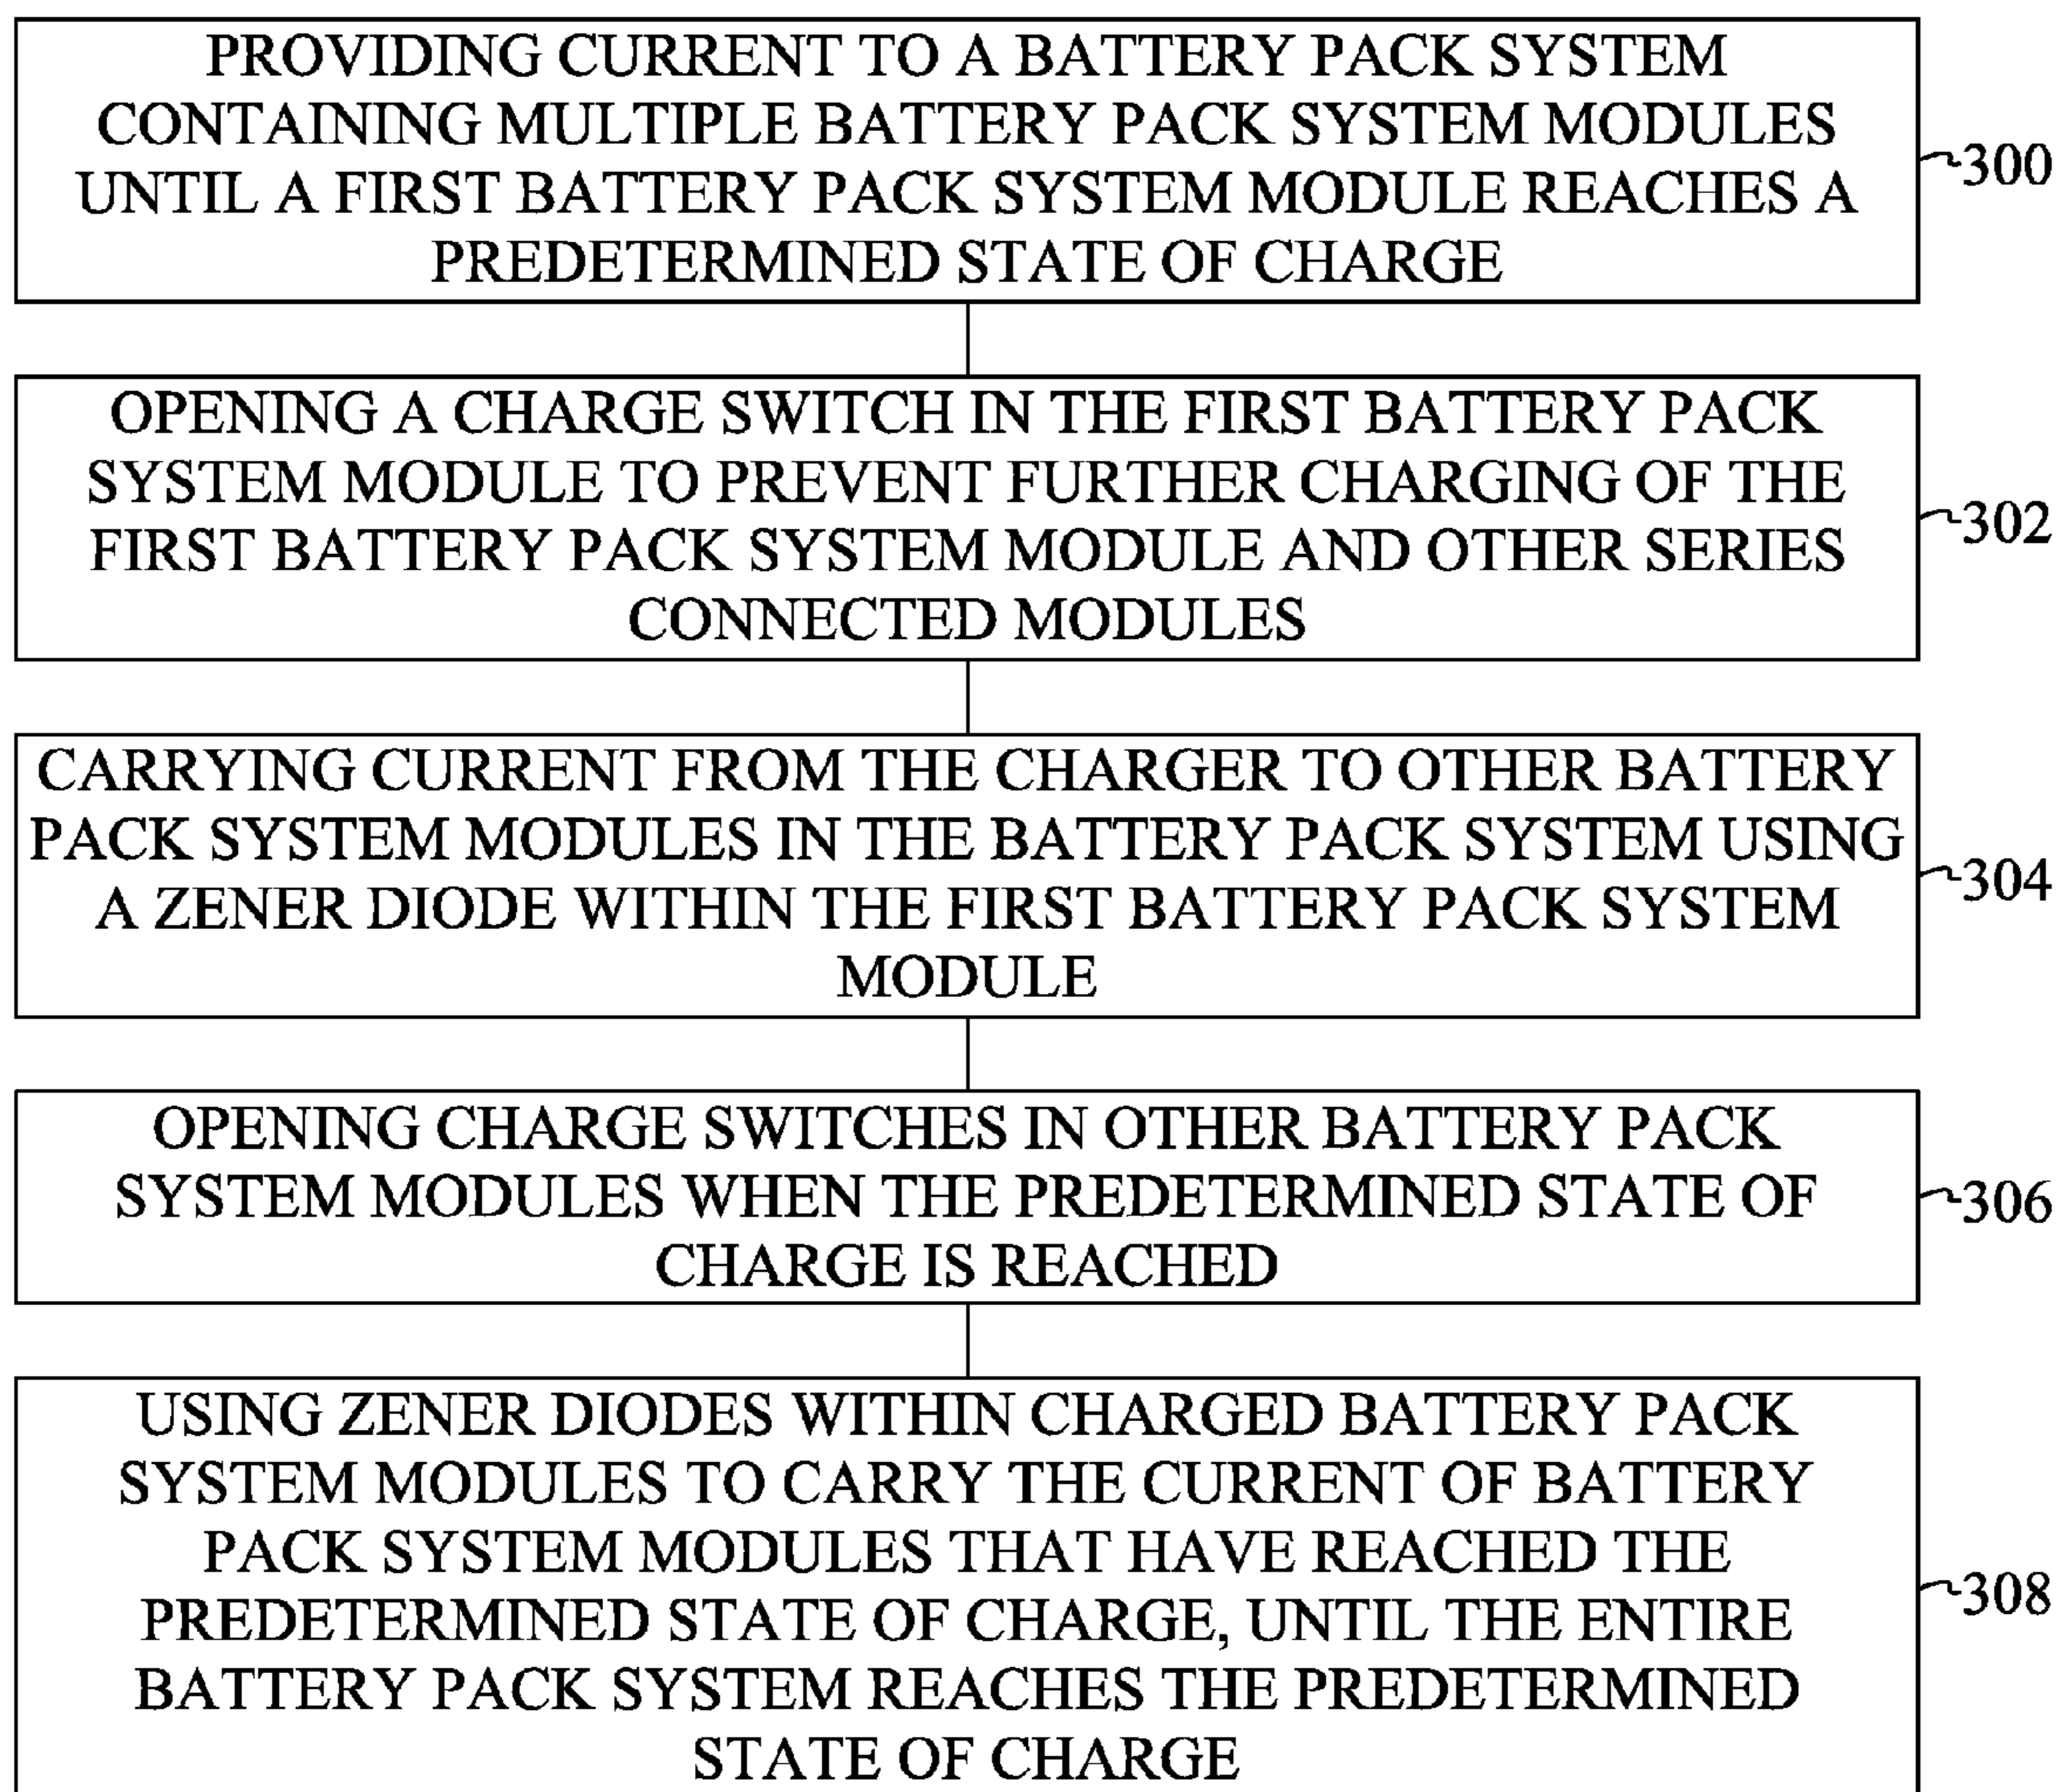 PROVIDING CURRENT TO A BATTERY PACK SYSTEM
CONTAINING MULTIPLE BATTERY PACK SYSTEM MODULES
UNTIL A FIRST BATTERY PACK SYSTEM MODULE REACHES A
PREDETERMINED STATE OF CHARGE
300
OPENING A CHARGE SWITCH IN THE FIRST BATTERY PACK
SYSTEM MODULE TO PREVENT FURTHER CHARGING OF THE
FIRST BATTERY PACK SYSTEM MODULE AND OTHER SERIES
CONNECTED MODULES
302
CARRYING CURRENT FROM THE CHARGER TO OTHER BATTERY
PACK SYSTEM MODULES IN THE BATTERY PACK SYSTEM USING
A ZENER DIODE WITHIN THE FIRST BATTERY PACK SYSTEM
MODULE
304
OPENING CHARGE SWITCHES IN OTHER BATTERY PACK
SYSTEM MODULES WHEN THE PREDETERMINED STATE OF
CHARGE IS REACHED
306
USING ZENER DIODES WITHIN CHARGED BATTERY PACK
SYSTEM MODULES TO CARRY THE CURRENT OF BATTERY
PACK SYSTEM MODULES THAT HAVE REACHED THE
PREDETERMINED STATE OF CHARGE, UNTIL THE ENTIRE
BATTERY PACK SYSTEM REACHES THE PREDETERMINED
STATE OF CHARGE
308